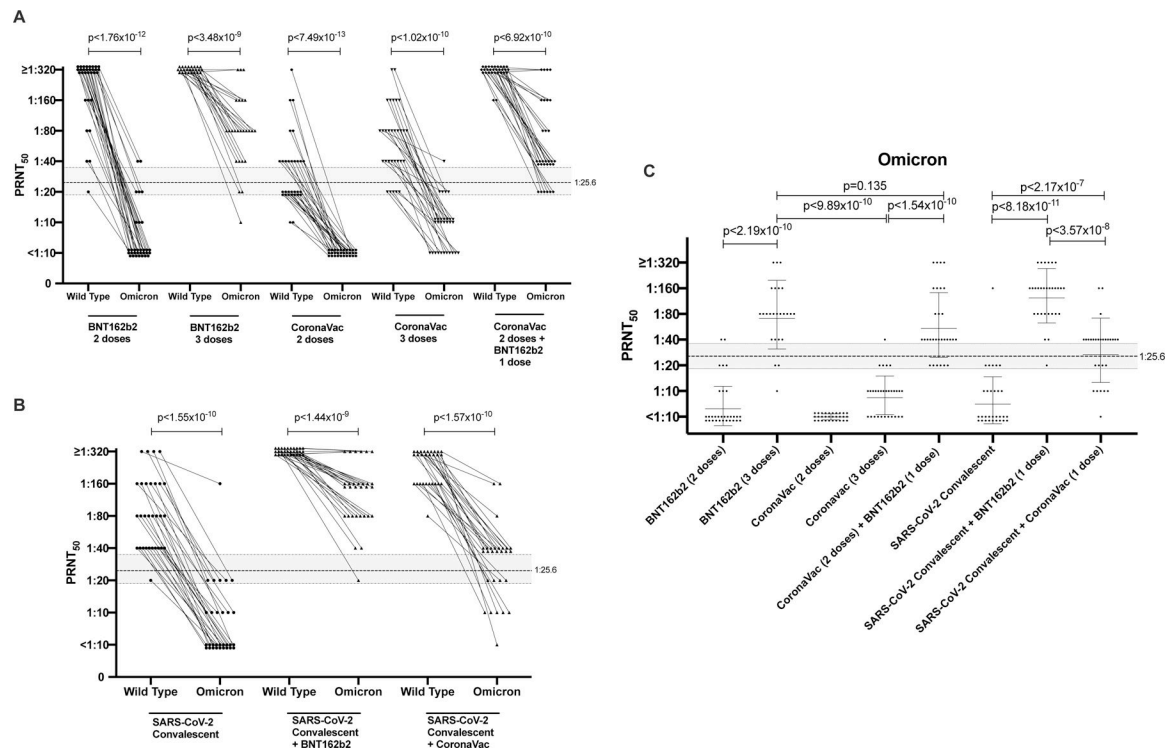 A
p<1.76x10-12
p<3.48x10-9
p<7.49x10-13
p<1.02x10-10
p<6.92x10-10
≥1:320
1:160
1:80
1:40
1:20
1:10
<1:10
0
PRNT50
1:25.6
Wild Type
Omicron
Wild Type
Omicron
Wild Type
Omicron
Wild Type
Omicron
Wild Type
Omicron
BNT162b2
2 doses
BNT162b2
3 doses
CoronaVac
2 doses
CoronaVac
3 doses
CoronaVac
2 doses +
BNT162b2
1 dose
B
p<1.55x10-10
p<1.44x10-9
p<1.57x10-10
≥1:320
1:160
1:80
1:40
1:20
1:10
<1:10
0
PRNT50
1:25.6
Wild Type
Omicron
Wild Type
Omicron
Wild Type
Omicron
SARS-CoV-2
Convalescent
SARS-CoV-2
Convalescent
+ BNT162b2
SARS-CoV-2
Convalescent
+ CoronaVac
C
Omicron
p=0.135
p<2.17x10-7
p<9.89x10-10
p<1.54x10-10
p<8.18x10-11
p<2.19x10-10
p<3.57x10-8
≥1:320
1:160
1:80
1:40
1:20
1:10
<1:10
PRNT50
1:25.6
BNT162b2 (2 doses)
BNT162b2 (3 doses)
CoronaVac (2 doses)
CoronaVac (3 doses)
CoronaVac (2 doses) + BNT162b2 (1 dose)
SARS-CoV-2 Convalescent
SARS-CoV-2 Convalescent + BNT162b2 (1 dose)
SARS-CoV-2 Convalescent + CoronaVac (1 dose)